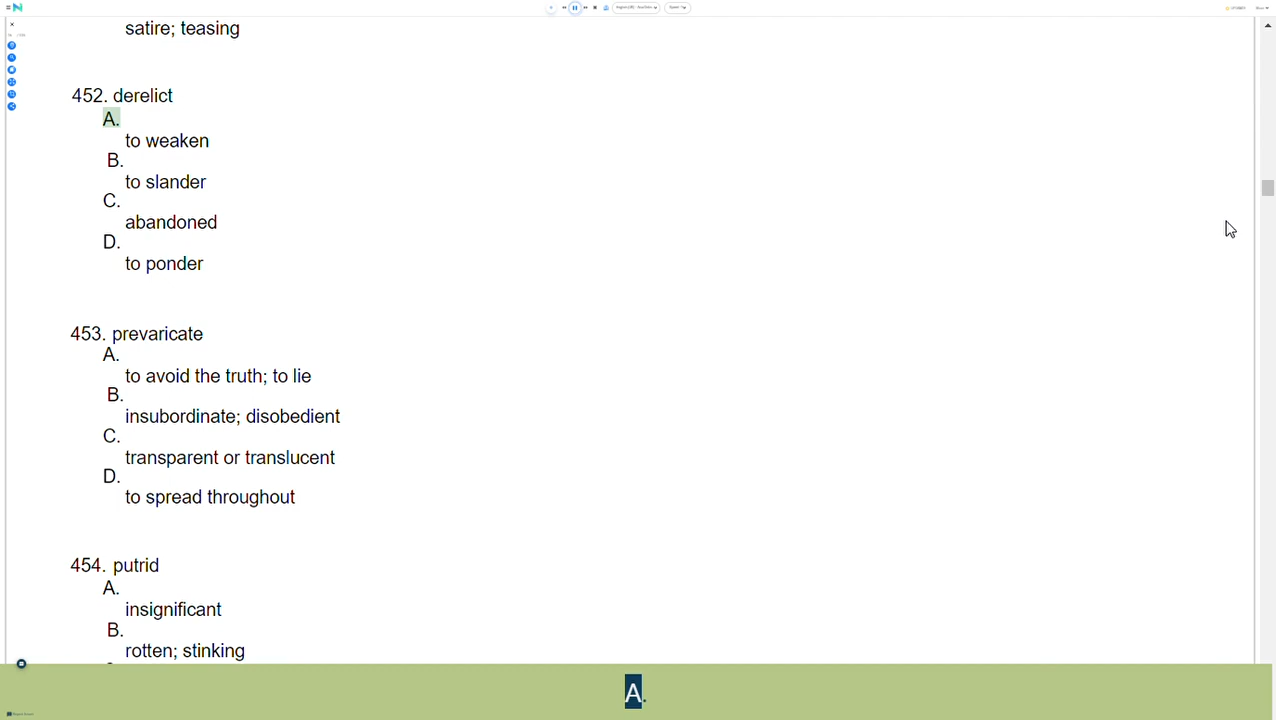 satire; teasing
452. derelict
A.
to weaken
B.
to slander
C.
abandoned
D.
to ponder
453. prevaricate
A.
to avoid the truth; to lie
B.
insubordinate; disobedient
C.
transparent or translucent
D.
to spread throughout
454. putrid
A.
insignificant
B.
rotten; stinking
A.